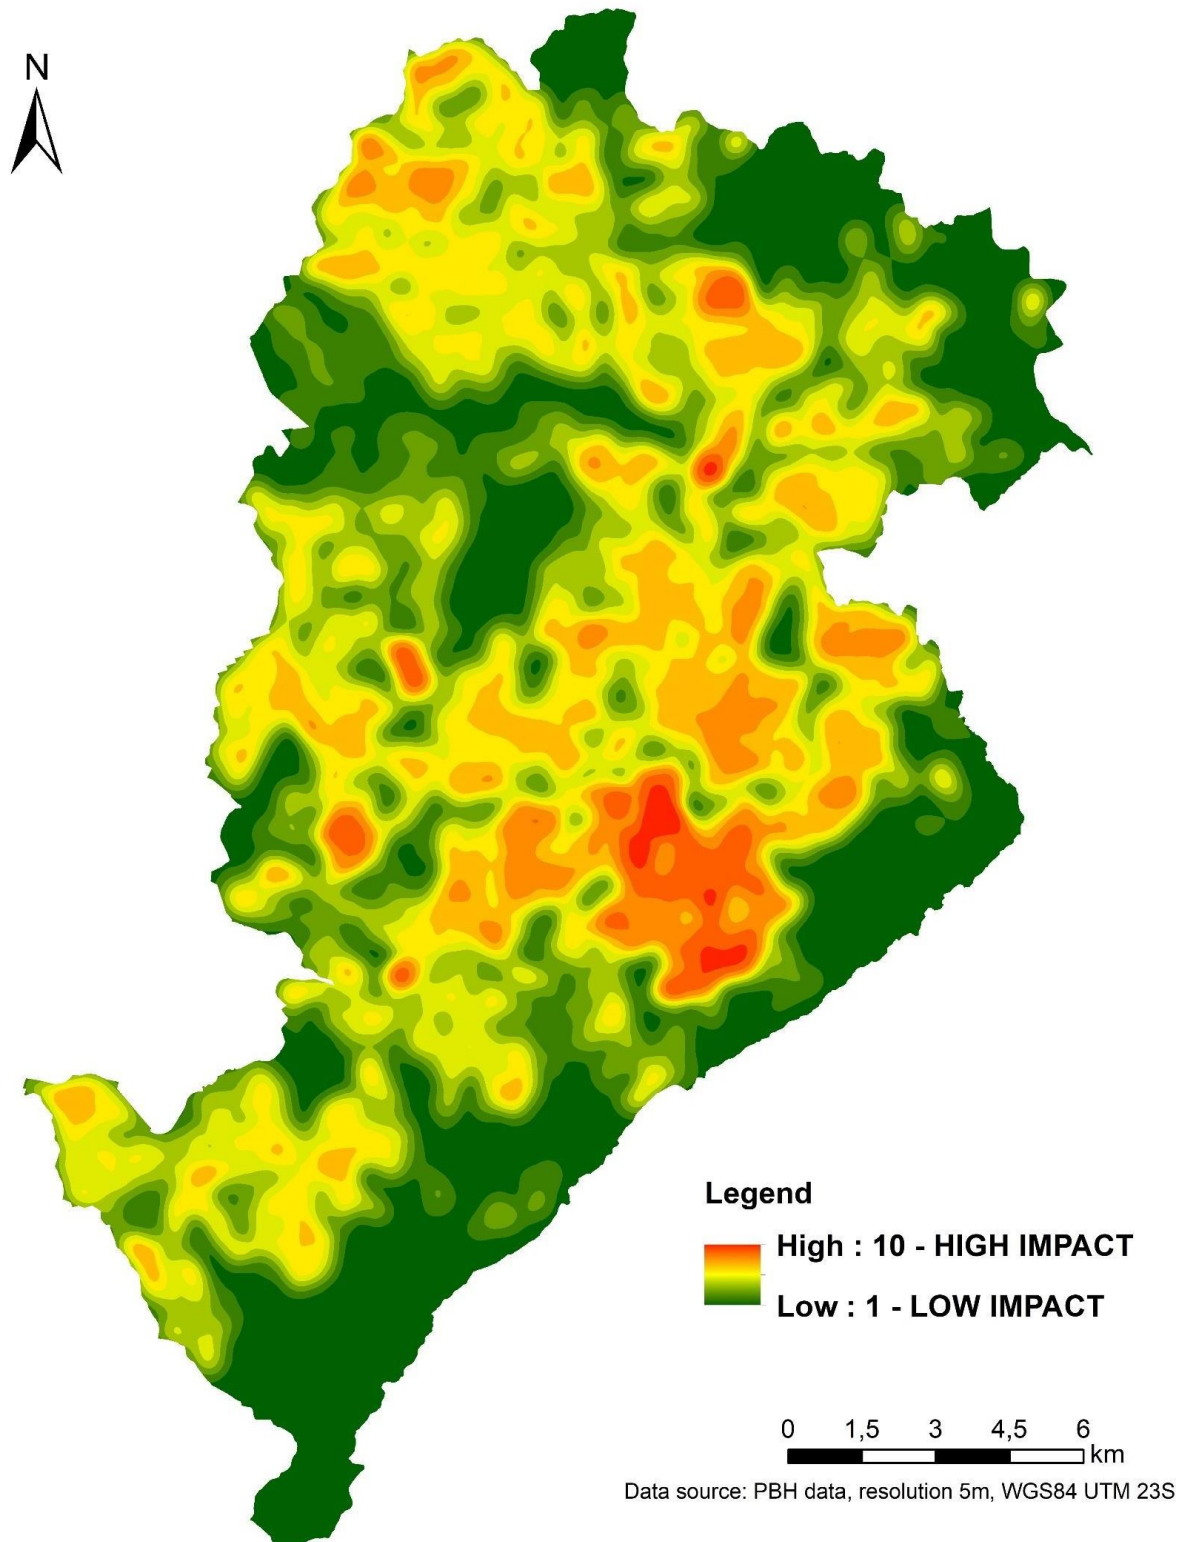 N
Legend
High : 10 - HIGH IMPACT
Low : 1 - LOW IMPACT
0 1,5 3 4,5 6
km
Data source: PBH data, resolution 5m, WGS84 UTM 23S